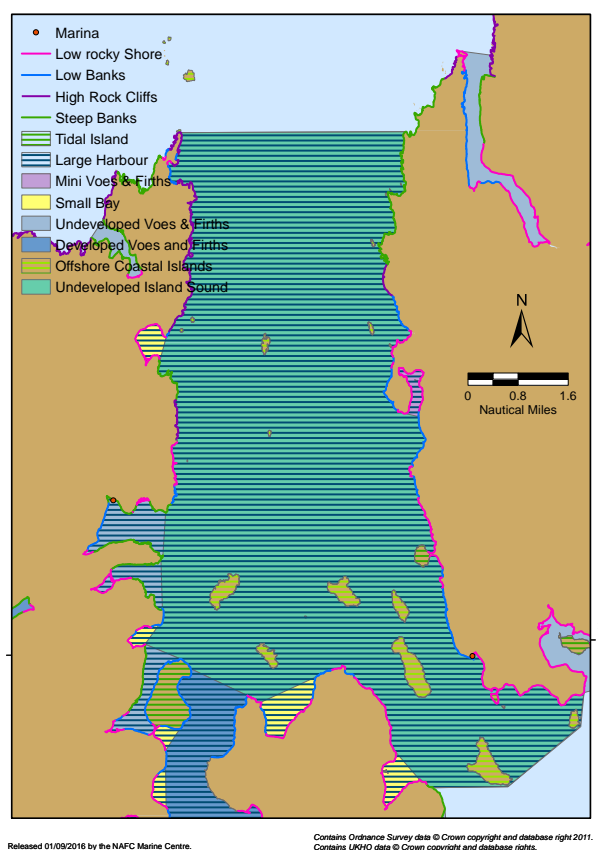 Marina
Low rocky Shore
Low Banks
High Rock Cliffs
Steep Banks
Tidal Island
Large Harbour
Mini Voes & Firths
Small Bay
Undeveloped Voes & Firths
Developed Voes and Firths
Offshore Coastal Islands
Undeveloped Island Sound
N
0 0.8 1.6
Nautical Miles
Released 01/09/2016 by the NAFC Marine Centre.
Contains Ordnance Survey data © Crown copyright and database right 2011.
Contains UKHO data © Crown copyright and database rights.